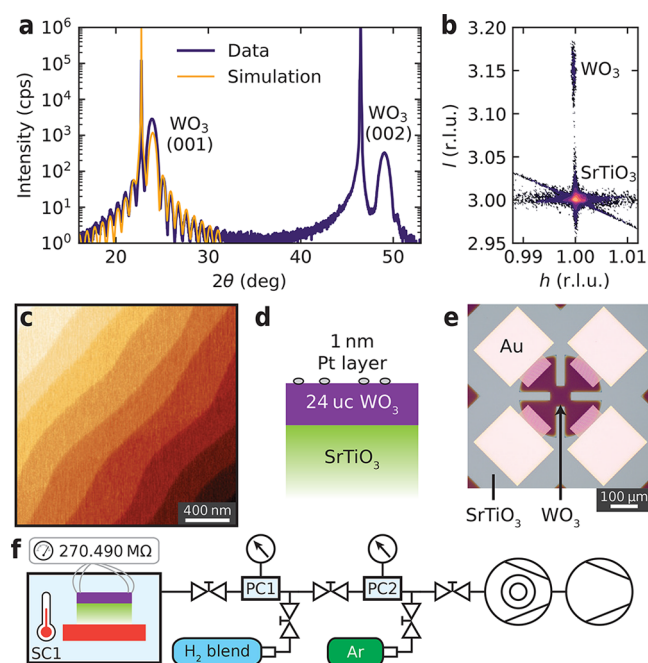 a
Intensity (cps)
10⁶
10⁵
10⁴
10³
10²
10¹
10⁰
Data
Simulation
WO₃
(001)
WO₃
(002)
20
30
40
50
2θ (deg)
b
l (r.l.u.)
3.20
3.15
3.10
3.05
3.00
2.95
WO₃
SrTiO₃
0.99
1.00
1.01
h (r.l.u.)
c
400 nm
d
1 nm
Pt layer
24 uc WO₃
SrTiO₃
e
Au
100 μm
SrTiO₃
WO₃
f
270.490 MΩ
SC1
PC1
PC2
H₂ blend
Ar